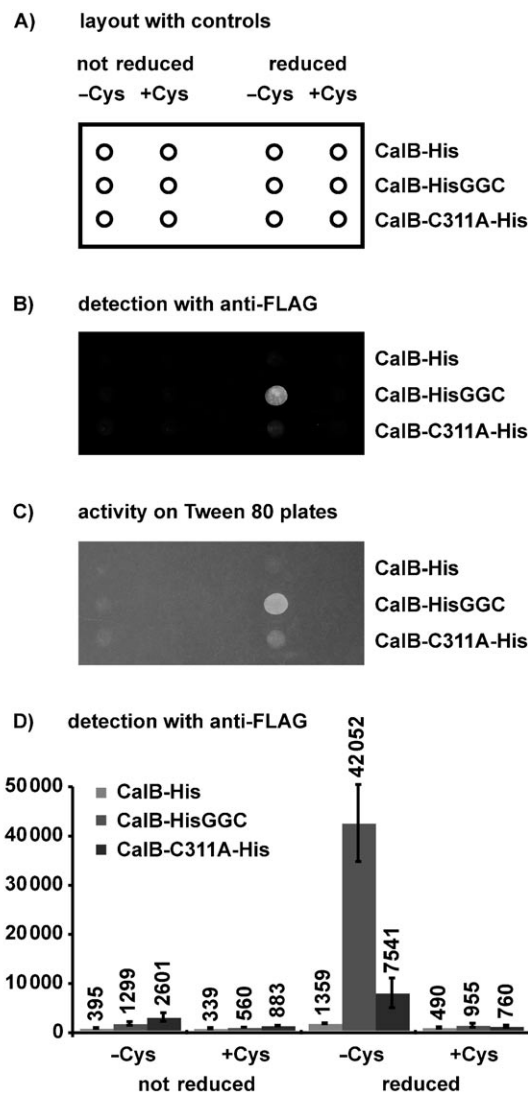 A) layout with controls
not reduced reduced
–Cys +Cys –Cys +Cys
CalB-His
CalB-HisGGC
CalB-C311A-His
B) detection with anti-FLAG
CalB-His
CalB-HisGGC
CalB-C311A-His
C) activity on Tween 80 plates
CalB-His
CalB-HisGGC
CalB-C311A-His
D) detection with anti-FLAG
50000
40000
30000
20000
10000
0
CalB-His
CalB-HisGGC
CalB-C311A-His
395 1299 2601 339 560 883 1359 42052 7541 490 955 760
–Cys +Cys –Cys +Cys
not reduced reduced